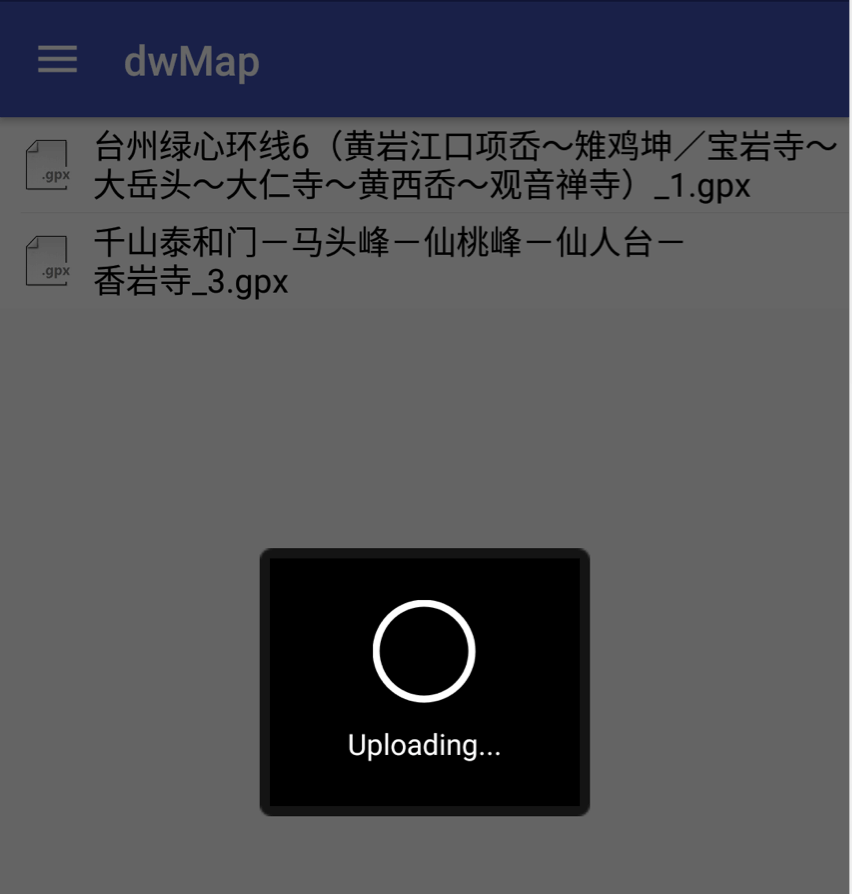 dwMap
.gpx
台州绿心环线6（黄岩江口项岙～雉鸡坤／宝岩寺～
大岳头～大仁寺～黄西岙～观音禅寺）_1.gpx
.gpx
千山泰和门－马头峰－仙桃峰－仙人台－
香岩寺_3.gpx
Uploading...